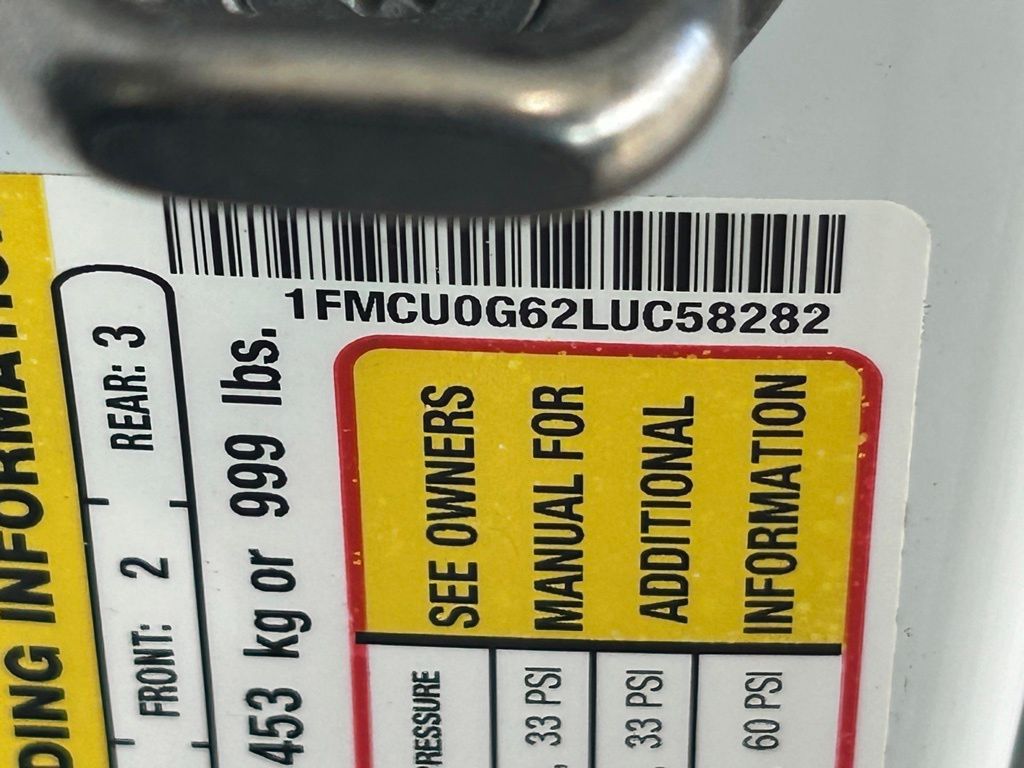 1FMCU0G62LUC58282
DING INFORMATIO
FRONT: 2 REAR: 3
453 kg or 999 lbs.
SEE OWNERS
MANUAL FOR
ADDITIONAL
INFORMATION
PRESSURE
33 PSI
33 PSI
60 PSI